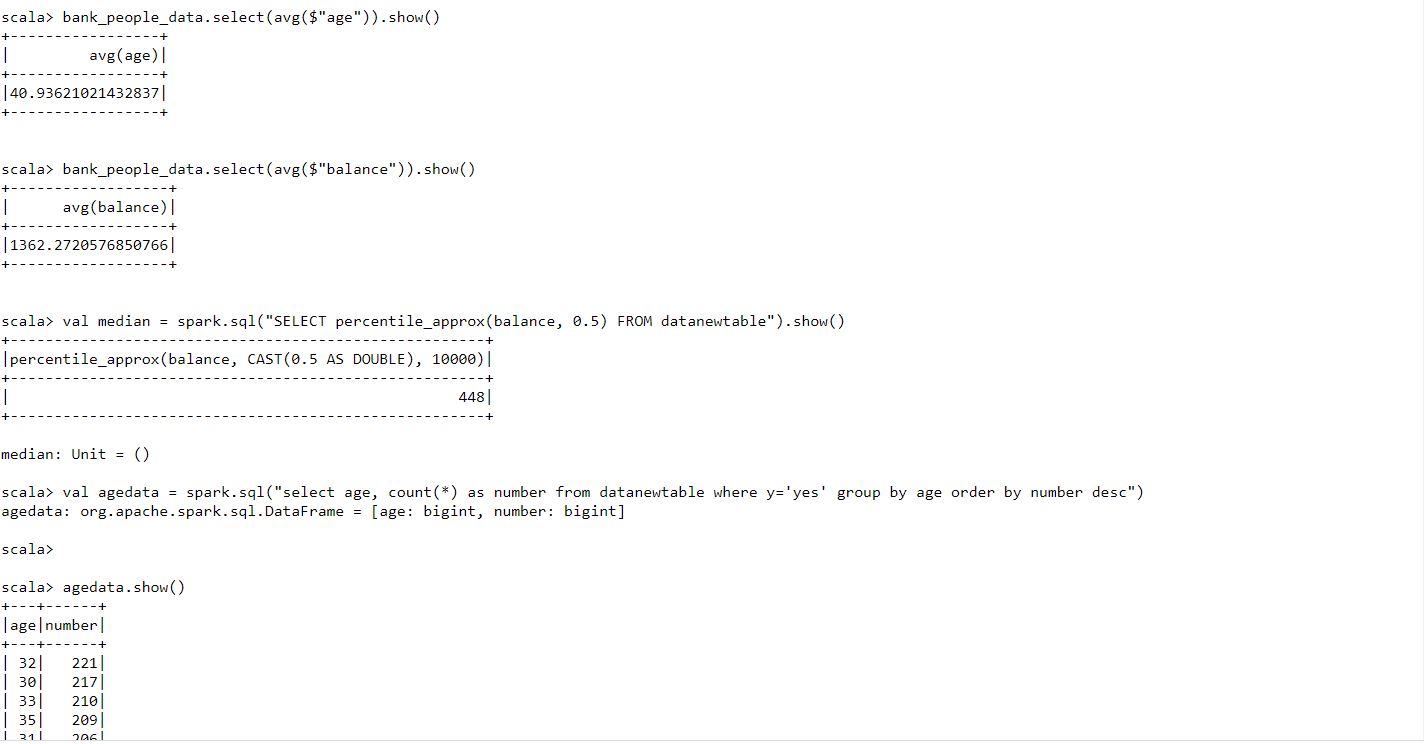 scala> bank_people_data.select(avg($"age")).show()
+-----------------+
|         avg(age)|
+-----------------+
|40.93621021432837|
+-----------------+
scala> bank_people_data.select(avg($"balance")).show()
+------------------+
|      avg(balance)|
+------------------+
|1362.2720576850766|
+------------------+
scala> val median = spark.sql("SELECT percentile_approx(balance, 0.5) FROM datanewtable").show()
+------------------------------------------------------+
|percentile_approx(balance, CAST(0.5 AS DOUBLE), 10000)|
+------------------------------------------------------+
|                                                   448|
+------------------------------------------------------+
median: Unit = ()
scala> val agedata = spark.sql("select age, count(*) as number from datanewtable where y='yes' group by age order by number desc")
agedata: org.apache.spark.sql.DataFrame = [age: bigint, number: bigint]
scala>
scala> agedata.show()
+---+------+
|age|number|
+---+------+
| 32|   221|
| 30|   217|
| 33|   210|
| 35|   209|
| 31|   206|